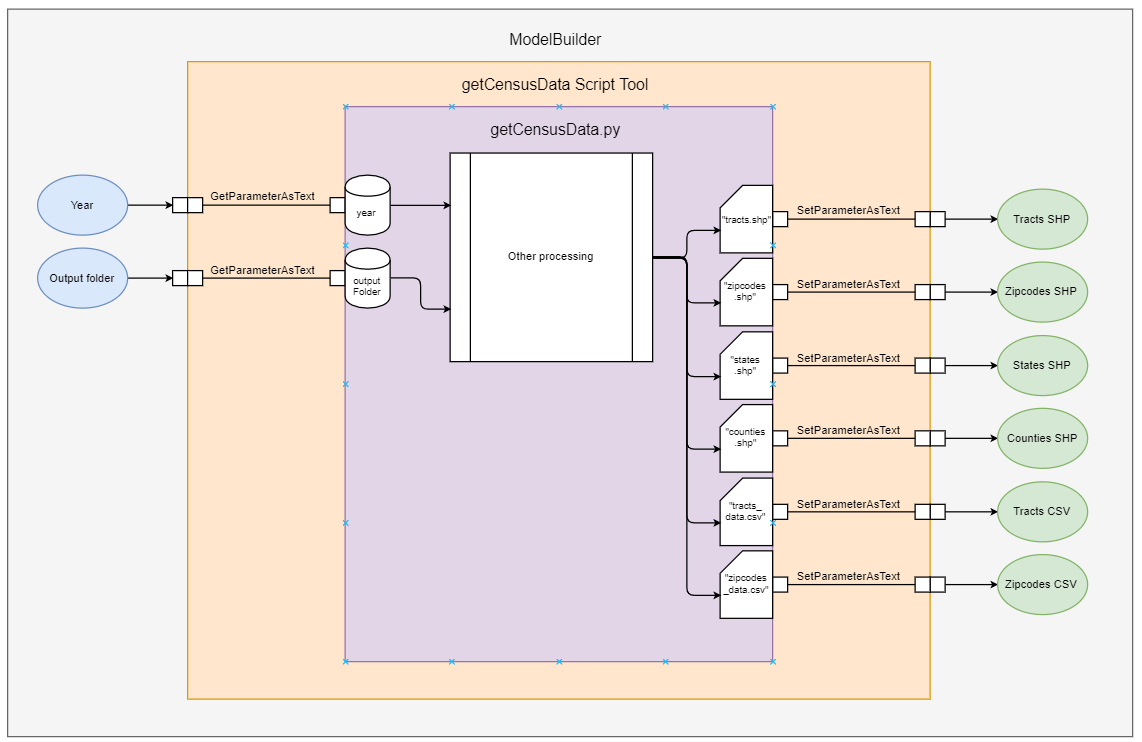 ModelBuilder
getCensusData Script Tool
getCensusData.py
Year
GetParameterAsText
year
Output folder
GetParameterAsText
output
Folder
Other processing
"tracts.shp"
SetParameterAsText
Tracts SHP
"zipcodes
.shp"
SetParameterAsText
Zipcodes SHP
"states
.shp"
SetParameterAsText
States SHP
"counties
.shp"
SetParameterAsText
Counties SHP
"tracts_
data.csv"
SetParameterAsText
Tracts CSV
"zipcodes
_data.csv"
SetParameterAsText
Zipcodes CSV